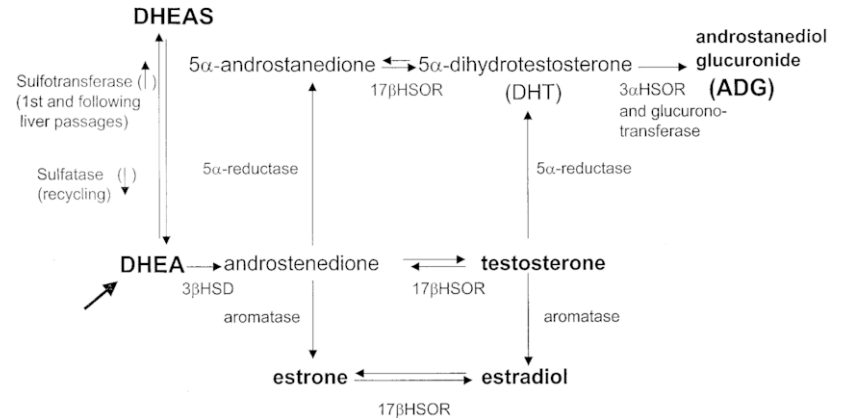 DHEAS
androstanediol
glucuronide
(ADG)
5α-androstanedione
5α-dihydrotestosterone
(DHT)
17βHSOR
3αHSOR
and glucurono-
transferase
Sulfotransferase ( )
(1st and following
liver passages)
Sulfatase ( )
(recycling)
5α-reductase
5α-reductase
DHEA
androstenedione
testosterone
3βHSD
17βHSOR
aromatase
aromatase
estrone
estradiol
17βHSOR